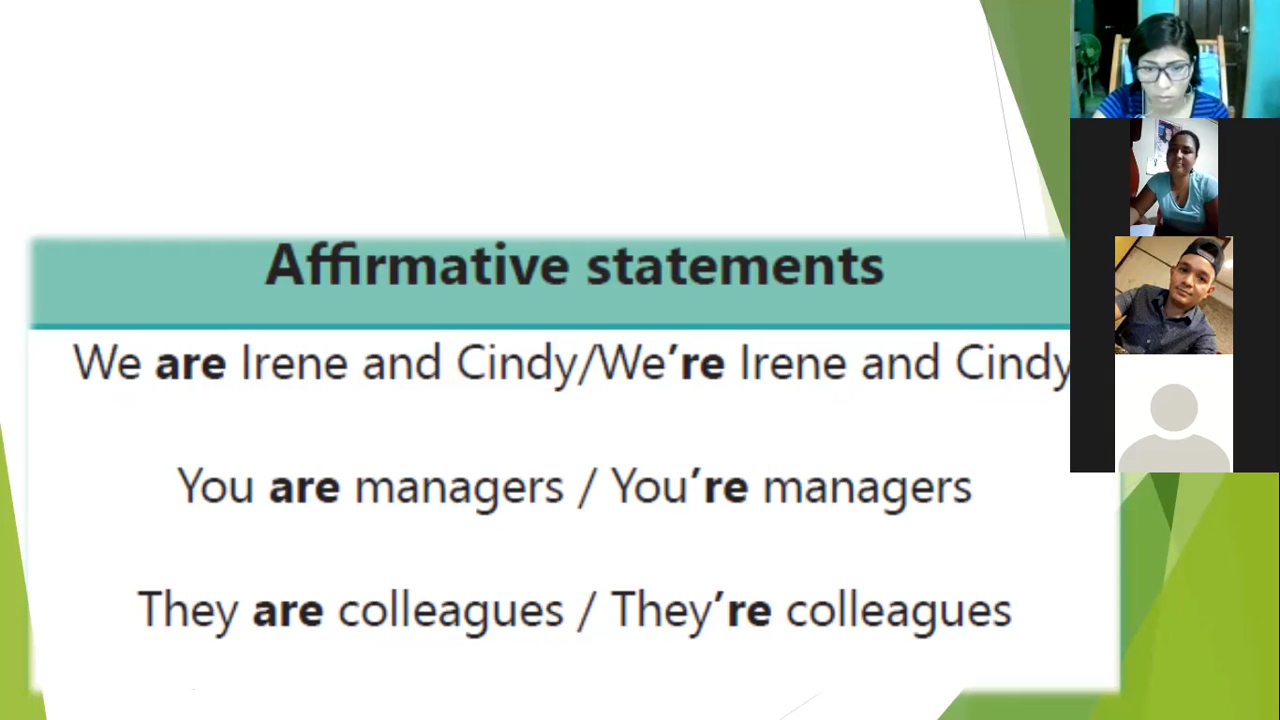 Affirmative statements
We are Irene and Cindy/We’re Irene and Cindy
You are managers / You’re managers
They are colleagues / They’re colleagues